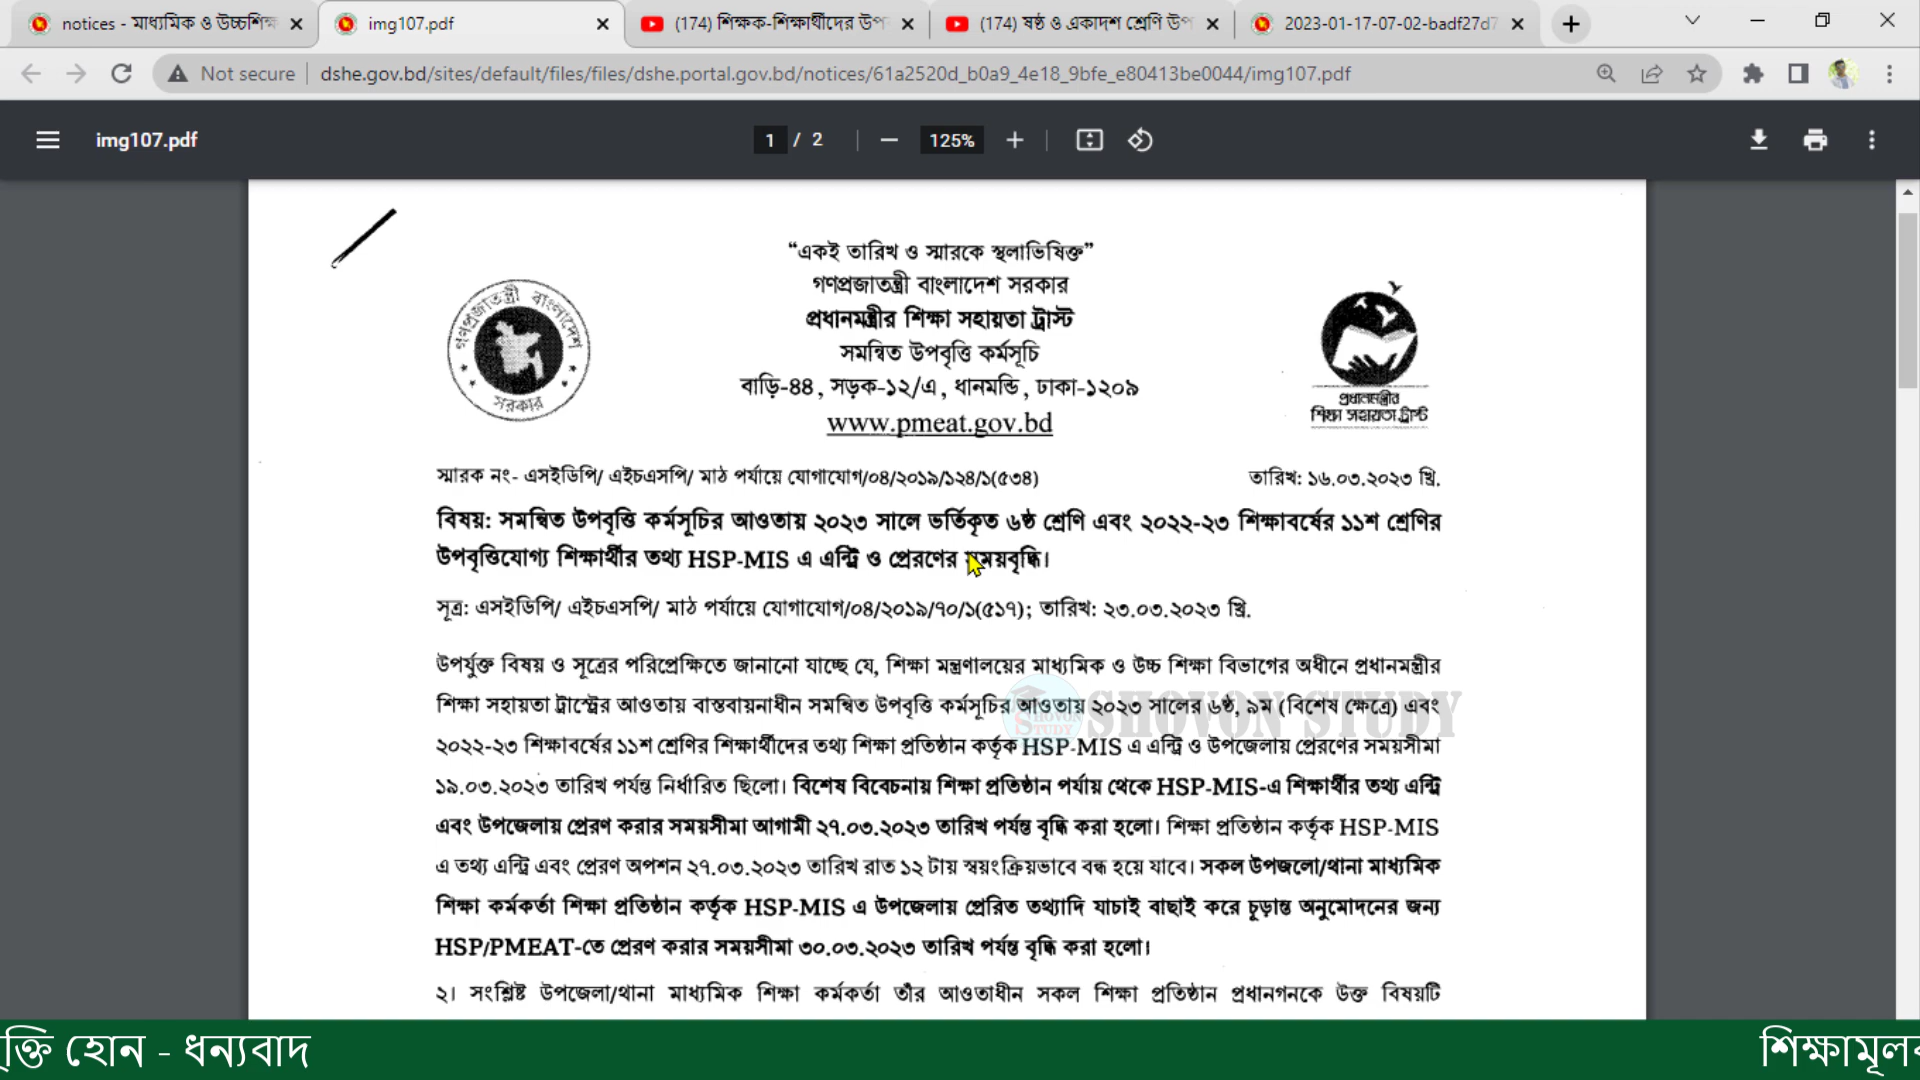 notices - মাধ্যমিক ও উচ্চশিক্ষ
img107.pdf
(174) শিক্ষক-শিক্ষার্থীদের উপ
(174) ষষ্ঠ ও একাদশ শ্রেণি উপ
2023-01-17-07-02-badf27d7
Not secure
dshe.gov.bd/sites/default/files/files/dshe.portal.gov.bd/notices/61a2520d_b0a9_4e18_9bfe_e80413be0044/img107.pdf
img107.pdf
1 / 2
125%
“একই তারিখ ও স্মারকে স্থলাভিষিক্ত”
গণপ্রজাতন্ত্রী বাংলাদেশ সরকার
প্রধানমন্ত্রীর শিক্ষা সহায়তা ট্রাস্ট
সমন্বিত উপবৃত্তি কর্মসূচি
বাড়ি-৪৪, সড়ক-১২/এ, ধানমন্ডি, ঢাকা-১২০৯
www.pmeat.gov.bd
গণপ্রজাতন্ত্রী বাংলাদেশ
সরকার
প্রধানমন্ত্রীর
শিক্ষা সহায়তা ট্রাস্ট
স্মারক নং- এসইডিপি/ এইচএসপি/ মাঠ পর্যায়ে যোগাযোগ/০৪/২০১৯/১২৪/১(৫৩৪)
তারিখ: ১৬.০৩.২০২৩ খ্রি.
বিষয়: সমন্বিত উপবৃত্তি কর্মসূচির আওতায় ২০২৩ সালে ভর্তিকৃত ৬ষ্ঠ শ্রেণি এবং ২০২২-২৩ শিক্ষাবর্ষের ১১শ শ্রেণির
উপবৃত্তিযোগ্য শিক্ষার্থীর তথ্য HSP-MIS এ এন্ট্রি ও প্রেরণের সময়বৃদ্ধি।
সূত্র: এসইডিপি/ এইচএসপি/ মাঠ পর্যায়ে যোগাযোগ/০৪/২০১৯/৭০/১(৫১৭); তারিখ: ২৩.০৩.২০২৩ খ্রি.
উপর্যুক্ত বিষয় ও সূত্রের পরিপ্রেক্ষিতে জানানো যাচ্ছে যে, শিক্ষা মন্ত্রণালয়ের মাধ্যমিক ও উচ্চ শিক্ষা বিভাগের অধীনে প্রধানমন্ত্রীর
শিক্ষা সহায়তা ট্রাস্ট্রের আওতায় বাস্তবায়নাধীন সমন্বিত উপবৃত্তি কর্মসূচির আওতায় ২০২৩ সালের ৬ষ্ঠ, ৯ম (বিশেষ ক্ষেত্রে) এবং
SHOVON STUDY
SHOVON STUDY
২০২২-২৩ শিক্ষাবর্ষের ১১শ শ্রেণির শিক্ষার্থীদের তথ্য শিক্ষা প্রতিষ্ঠান কর্তৃক HSP-MIS এ এন্ট্রি ও উপজেলায় প্রেরণের সময়সীমা
১৯.০৩.২০২৩ তারিখ পর্যন্ত নির্ধারিত ছিলো। বিশেষ বিবেচনায় শিক্ষা প্রতিষ্ঠান পর্যায় থেকে HSP-MIS-এ শিক্ষার্থীর তথ্য এন্ট্রি
এবং উপজেলায় প্রেরণ করার সময়সীমা আগামী ২৭.০৩.২০২৩ তারিখ পর্যন্ত বৃদ্ধি করা হলো। শিক্ষা প্রতিষ্ঠান কর্তৃক HSP-MIS
এ তথ্য এন্ট্রি এবং প্রেরণ অপশন ২৭.০৩.২০২৩ তারিখ রাত ১২ টায় স্বয়ংক্রিয়ভাবে বন্ধ হয়ে যাবে। সকল উপজলো/থানা মাধ্যমিক
শিক্ষা কর্মকর্তা শিক্ষা প্রতিষ্ঠান কর্তৃক HSP-MIS এ উপজেলায় প্রেরিত তথ্যাদি যাচাই বাছাই করে চূড়ান্ত অনুমোদনের জন্য
HSP/PMEAT-তে প্রেরণ করার সময়সীমা ৩০.০৩.২০২৩ তারিখ পর্যন্ত বৃদ্ধি করা হলো।
২। সংশ্লিষ্ট উপজেলা/থানা মাধ্যমিক শিক্ষা কর্মকর্তা তাঁর আওতাধীন সকল শিক্ষা প্রতিষ্ঠান প্রধানগনকে উক্ত বিষয়টি
ক্তি হোন - ধন্যবাদ
শিক্ষামূলক